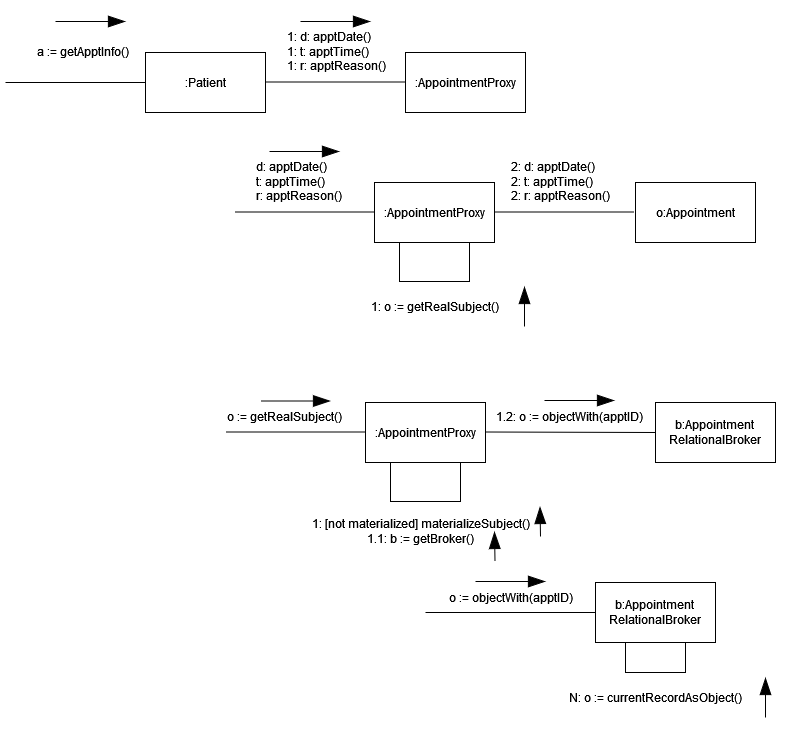 a := getApptInfo()
:Patient
1: d: apptDate()
1: t: apptTime()
1: r: apptReason()
:AppointmentProxy
d: apptDate()
t: apptTime()
r: apptReason()
:AppointmentProxy
2: d: apptDate()
2: t: apptTime()
2: r: apptReason()
o:Appointment
1: o := getRealSubject()
o := getRealSubject()
:AppointmentProxy
1.2: o := objectWith(apptID)
b:Appointment
RelationalBroker
1: [not materialized] materializeSubject()
1.1: b := getBroker()
o := objectWith(apptID)
b:Appointment
RelationalBroker
N: o := currentRecordAsObject()